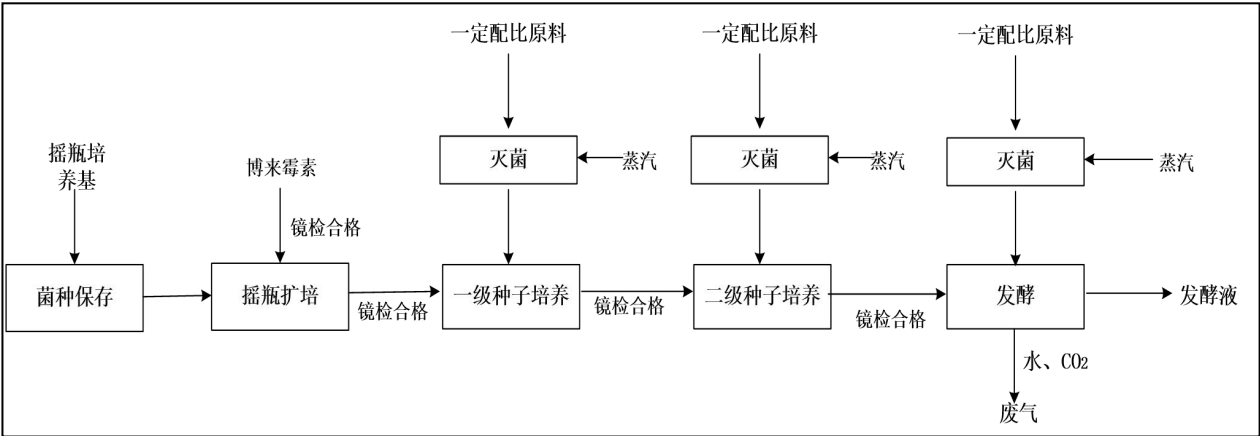 一定配比原料
一定配比原料
一定配比原料
摇瓶培
养基
博来霉素
灭菌
蒸汽
灭菌
蒸汽
灭菌
蒸汽
镜检合格
菌种保存
摇瓶扩培
镜检合格
一级种子培养
镜检合格
二级种子培养
镜检合格
发酵
发酵液
水、CO2
废气